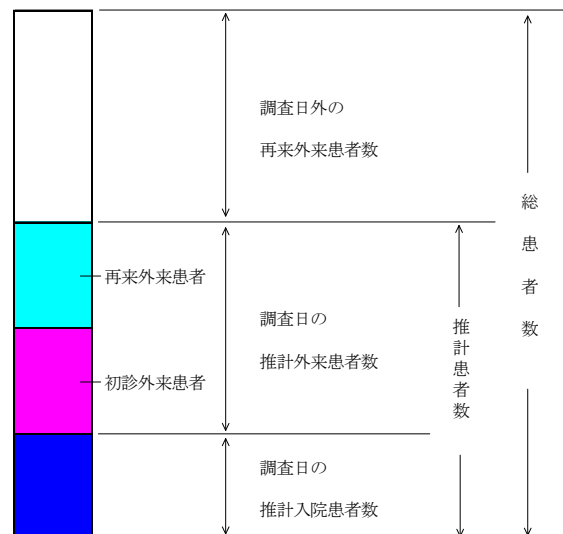 調査日外の
再来外来患者数
総患者数
再来外来患者
調査日の
推計外来患者数
推計患者数
初診外来患者
調査日の
推計入院患者数